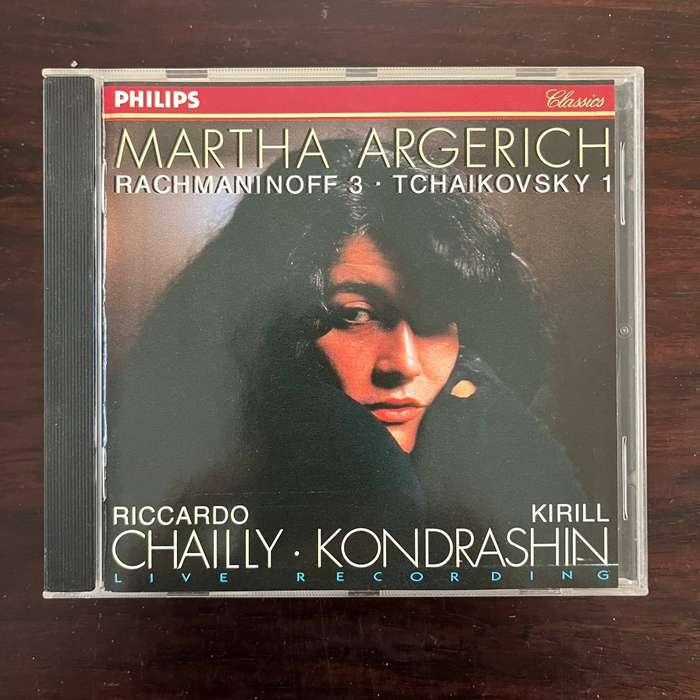 PHILIPS Classics
MARTHA ARGERICH
RACHMANINOFF 3 · TCHAIKOVSKY 1
RICCARDO KIRILL
CHAILLY · KONDRASHIN
LIVE RECORDING